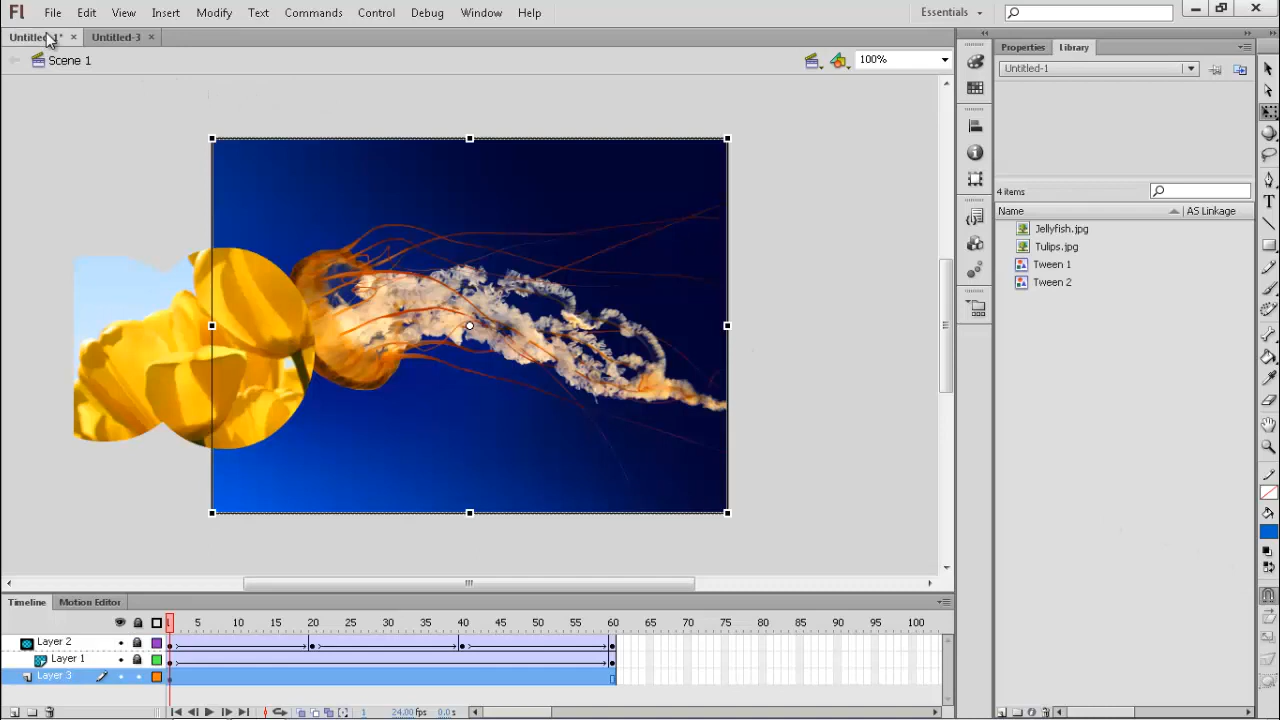 Fl File Edit View Insert Modify Text Commands Control Debug Window Help Essentials
Untitled-1* × Untitled-3 ×
Scene 1 100%
Properties Library
Untitled-1
4 items
Name AS Linkage
Jellyfish.jpg
Tulips.jpg
Tween 1
Tween 2
Timeline Motion Editor
1 5 10 15 20 25 30 35 40 45 50 55 60 65 70 75 80 85 90 95 100
Layer 2
Layer 1
Layer 3
1 24.00 fps 0.0 s